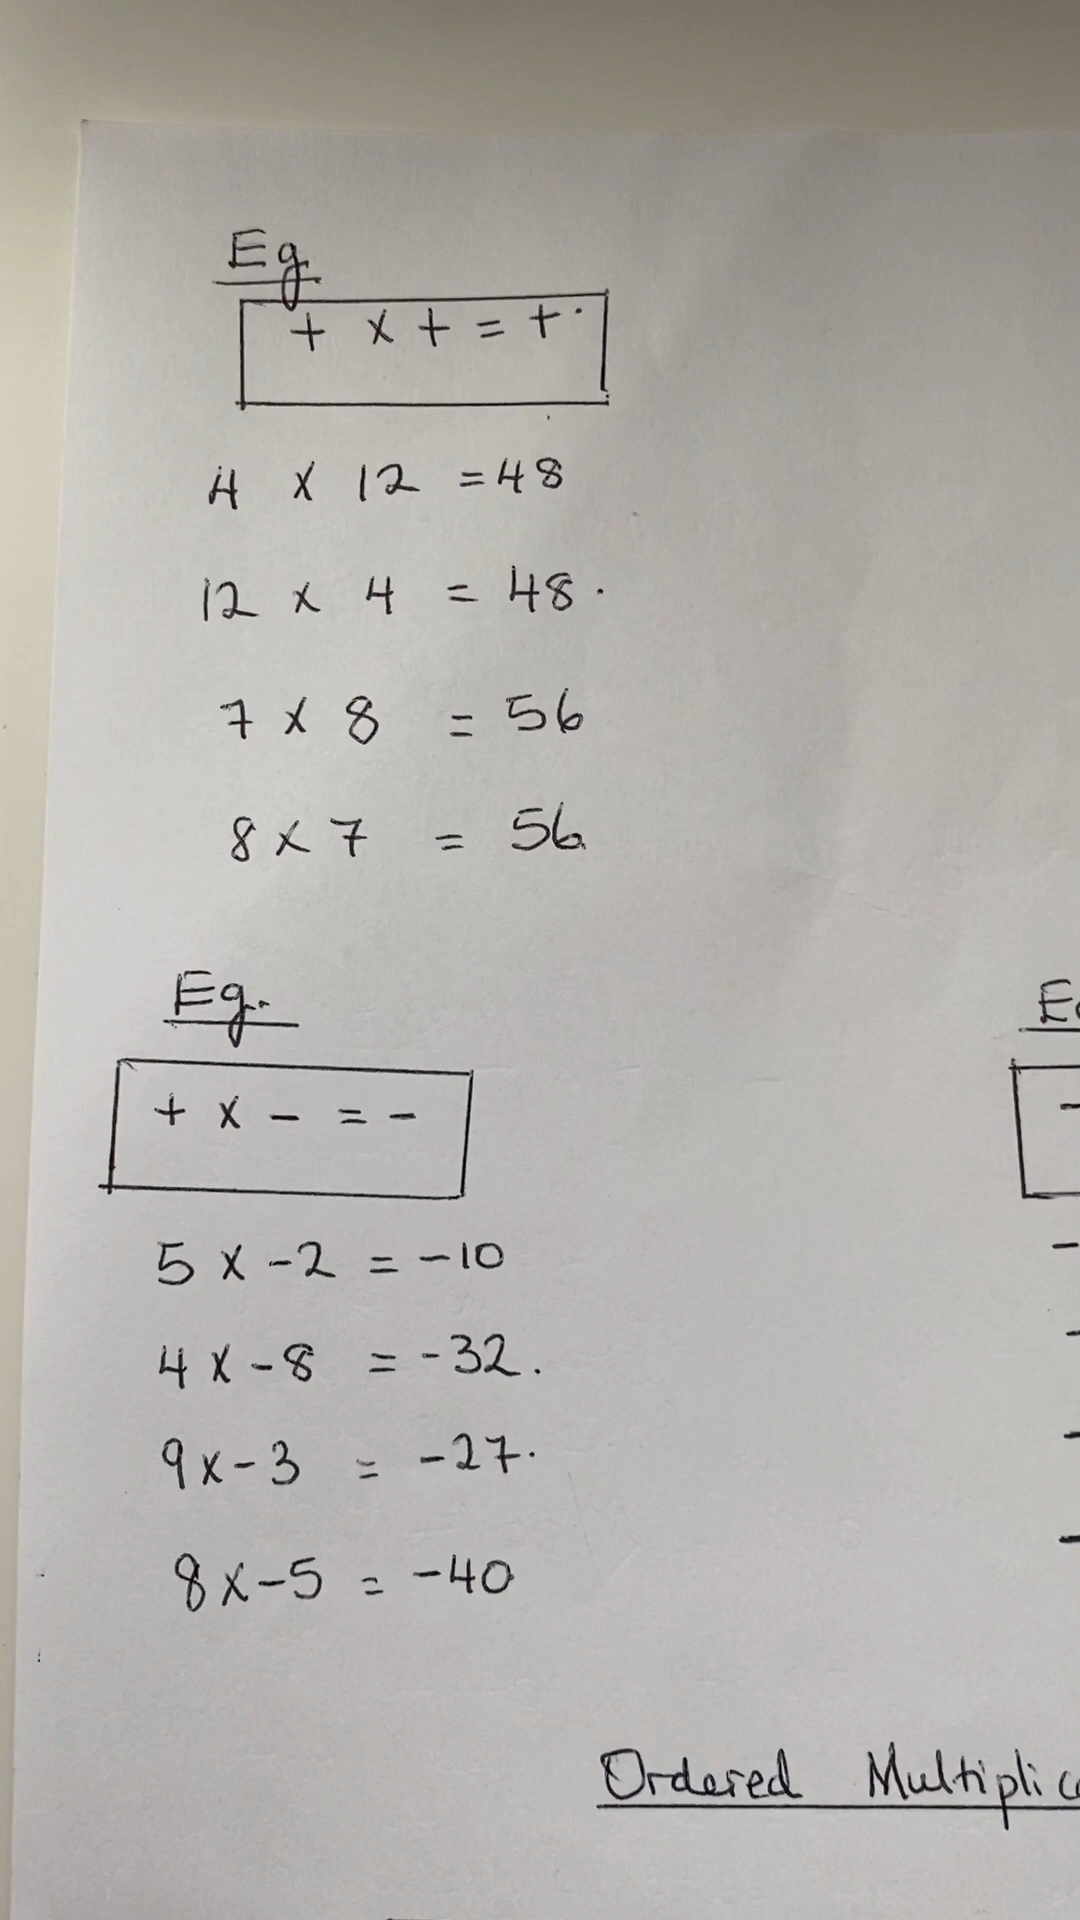 Eg
+ x + = +.
4 x 12 = 48
12 x 4 = 48.
7 x 8 = 56
8 x 7 = 56.
Eg.
+ x - = -
5 x -2 = -10
4 x -8 = -32.
9 x -3 = -27.
8 x -5 = -40
-
-
-
-
-
Ordered